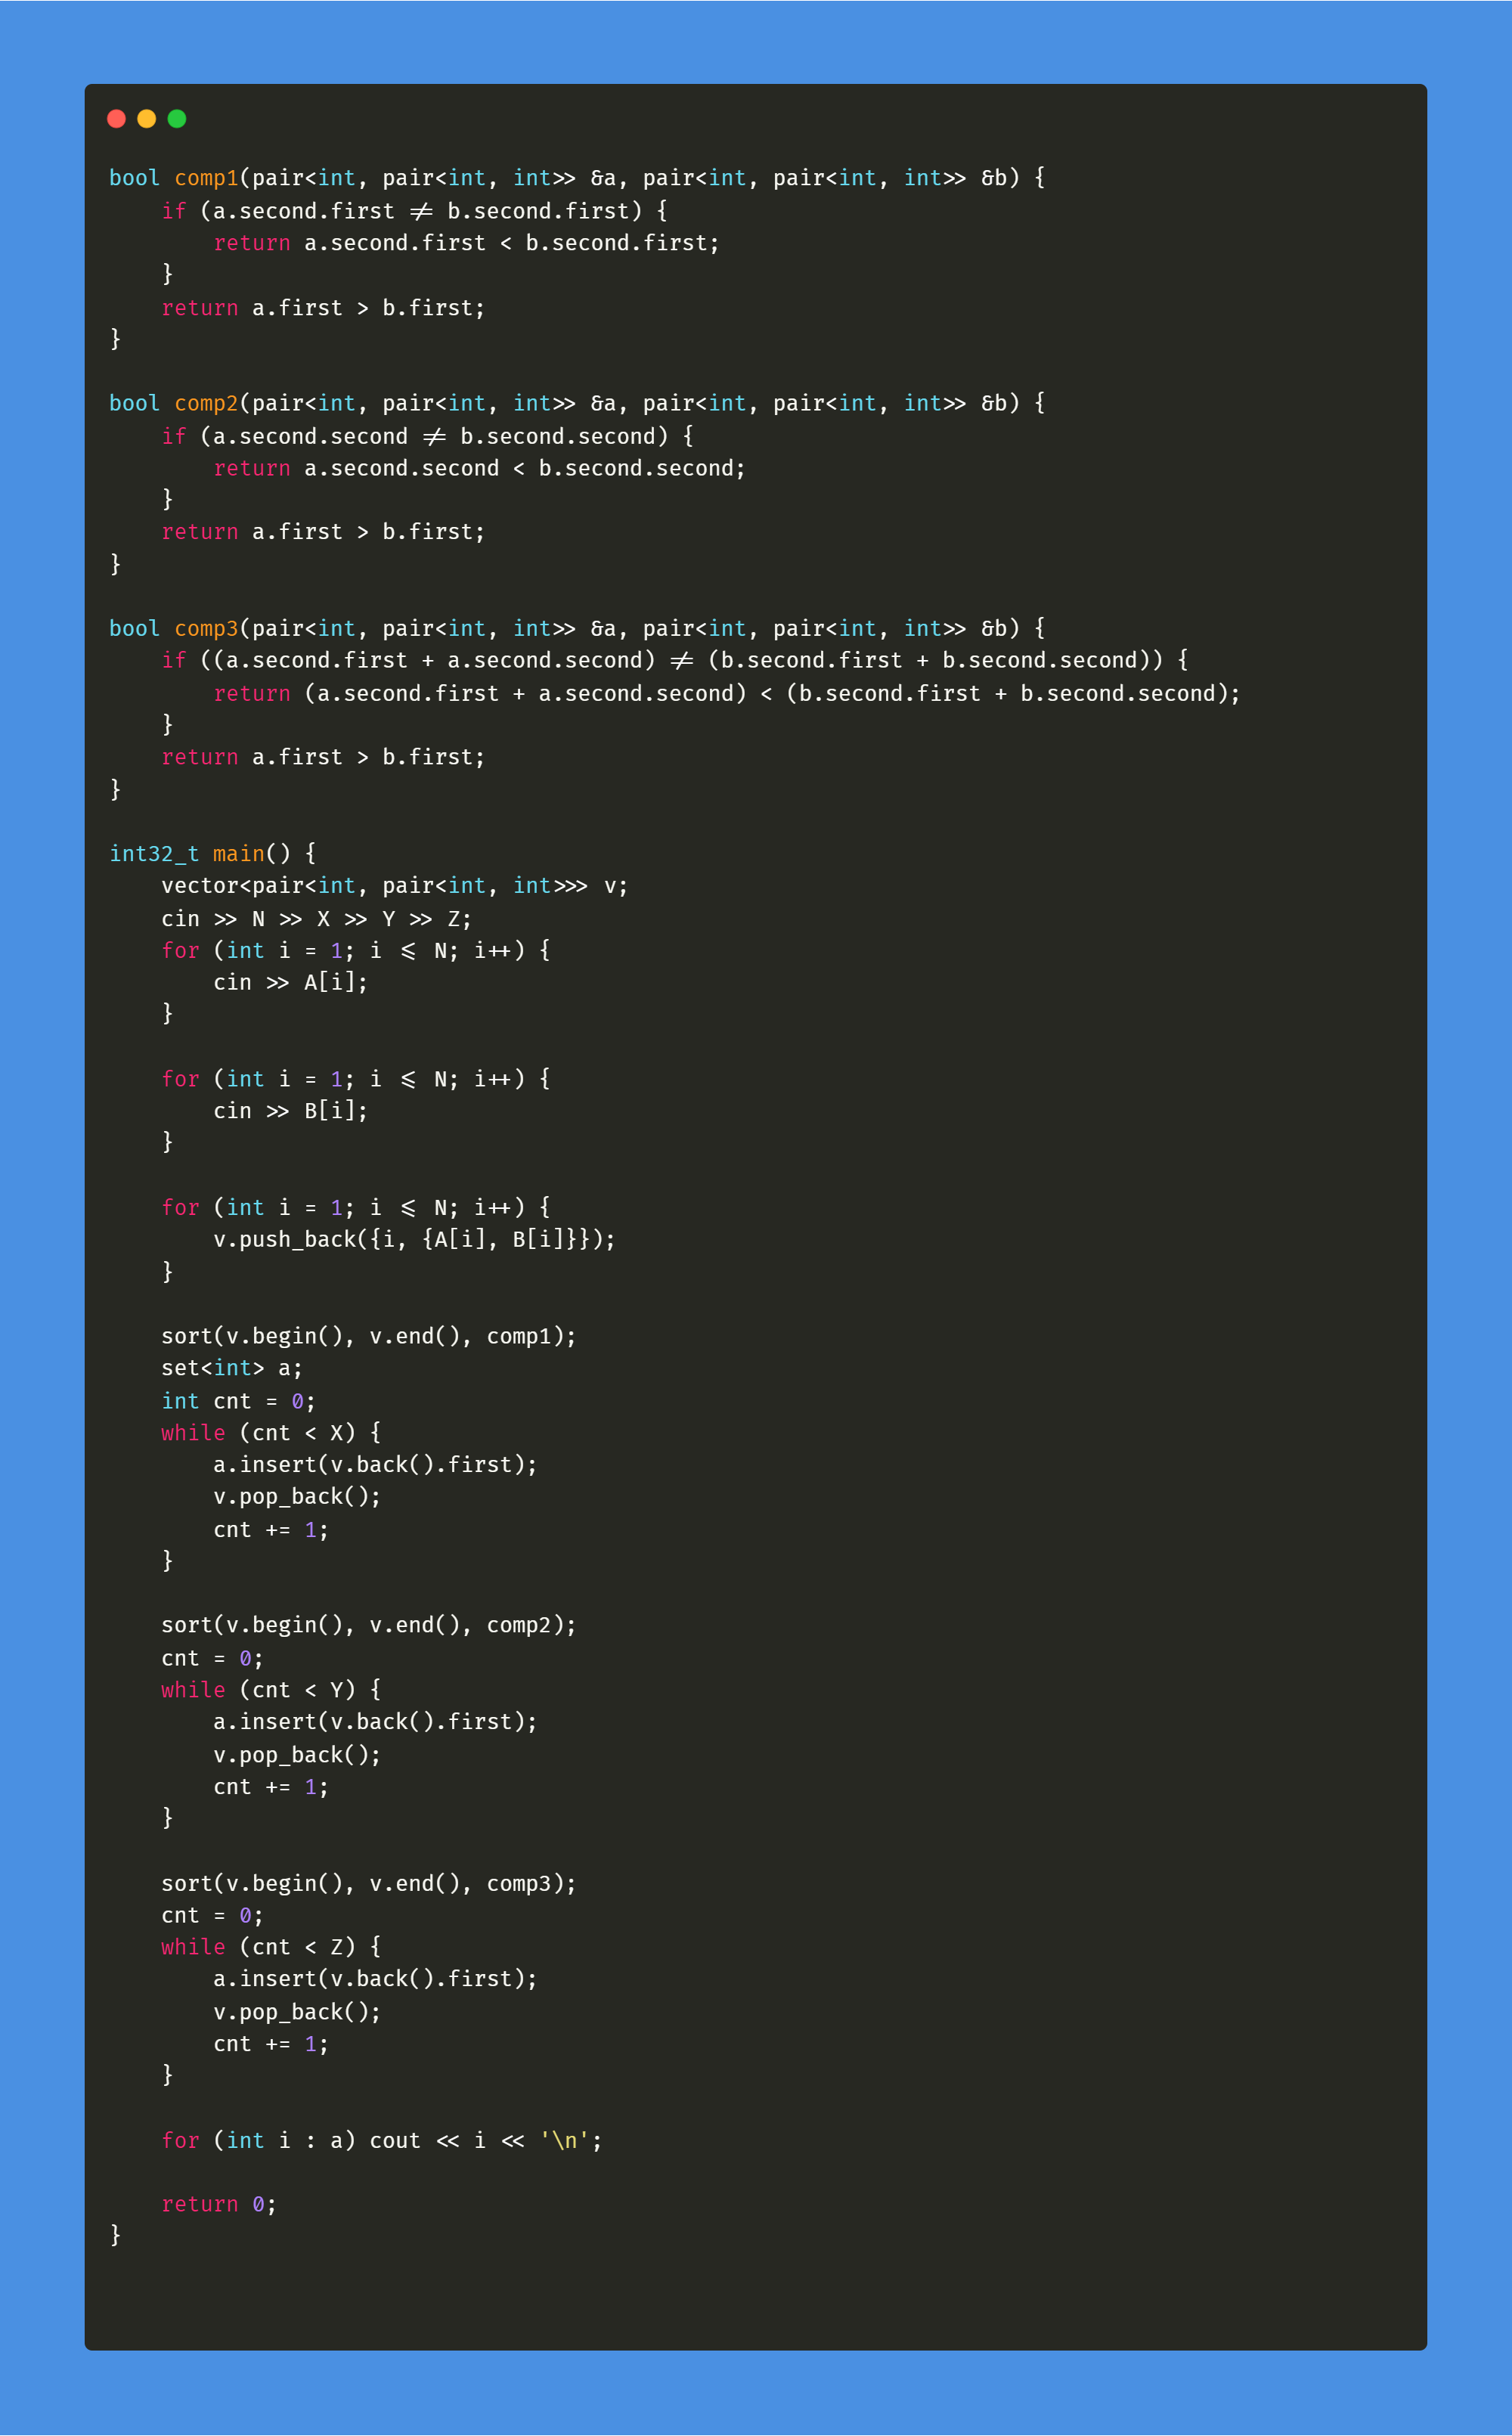 bool comp1(pair<int, pair<int, int>> &a, pair<int, pair<int, int>> &b) {
    if (a.second.first != b.second.first) {
        return a.second.first < b.second.first;
    }
    return a.first > b.first;
}

bool comp2(pair<int, pair<int, int>> &a, pair<int, pair<int, int>> &b) {
    if (a.second.second != b.second.second) {
        return a.second.second < b.second.second;
    }
    return a.first > b.first;
}

bool comp3(pair<int, pair<int, int>> &a, pair<int, pair<int, int>> &b) {
    if ((a.second.first + a.second.second) != (b.second.first + b.second.second)) {
        return (a.second.first + a.second.second) < (b.second.first + b.second.second);
    }
    return a.first > b.first;
}

int32_t main() {
    vector<pair<int, pair<int, int>>> v;
    cin >> N >> X >> Y >> Z;
    for (int i = 1; i <= N; i++) {
        cin >> A[i];
    }

    for (int i = 1; i <= N; i++) {
        cin >> B[i];
    }

    for (int i = 1; i <= N; i++) {
        v.push_back({i, {A[i], B[i]}});
    }

    sort(v.begin(), v.end(), comp1);
    set<int> a;
    int cnt = 0;
    while (cnt < X) {
        a.insert(v.back().first);
        v.pop_back();
        cnt += 1;
    }

    sort(v.begin(), v.end(), comp2);
    cnt = 0;
    while (cnt < Y) {
        a.insert(v.back().first);
        v.pop_back();
        cnt += 1;
    }

    sort(v.begin(), v.end(), comp3);
    cnt = 0;
    while (cnt < Z) {
        a.insert(v.back().first);
        v.pop_back();
        cnt += 1;
    }

    for (int i : a) cout << i << '\n';

    return 0;
}